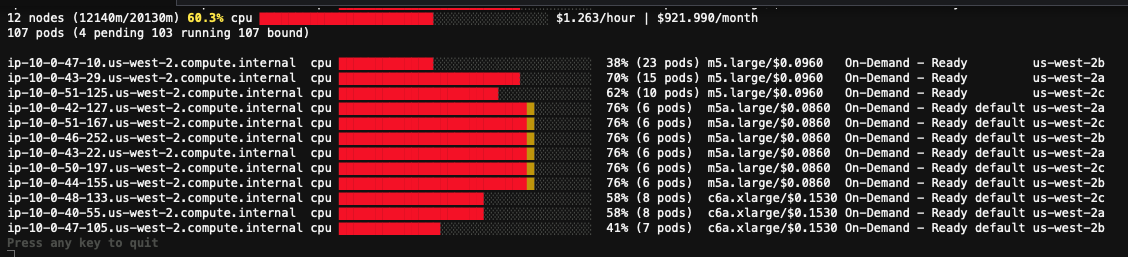 12 nodes (12140m/20130m) 60.3% cpu $1.263/hour | $921.990/month
107 pods (4 pending 103 running 107 bound)
ip-10-0-47-10.us-west-2.compute.internal cpu 38% (23 pods) m5.large/$0.0960 On-Demand - Ready us-west-2b
ip-10-0-43-29.us-west-2.compute.internal cpu 70% (15 pods) m5.large/$0.0960 On-Demand - Ready us-west-2a
ip-10-0-51-125.us-west-2.compute.internal cpu 62% (10 pods) m5.large/$0.0960 On-Demand - Ready us-west-2c
ip-10-0-42-127.us-west-2.compute.internal cpu 76% (6 pods) m5a.large/$0.0860 On-Demand - Ready default us-west-2a
ip-10-0-51-167.us-west-2.compute.internal cpu 76% (6 pods) m5a.large/$0.0860 On-Demand - Ready default us-west-2c
ip-10-0-46-252.us-west-2.compute.internal cpu 76% (6 pods) m5a.large/$0.0860 On-Demand - Ready default us-west-2b
ip-10-0-43-22.us-west-2.compute.internal cpu 76% (6 pods) m5a.large/$0.0860 On-Demand - Ready default us-west-2a
ip-10-0-50-197.us-west-2.compute.internal cpu 76% (6 pods) m5a.large/$0.0860 On-Demand - Ready default us-west-2c
ip-10-0-44-155.us-west-2.compute.internal cpu 76% (6 pods) m5a.large/$0.0860 On-Demand - Ready default us-west-2b
ip-10-0-48-133.us-west-2.compute.internal cpu 58% (8 pods) c6a.xlarge/$0.1530 On-Demand - Ready default us-west-2c
ip-10-0-40-55.us-west-2.compute.internal cpu 58% (8 pods) c6a.xlarge/$0.1530 On-Demand - Ready default us-west-2a
ip-10-0-47-105.us-west-2.compute.internal cpu 41% (7 pods) c6a.xlarge/$0.1530 On-Demand - Ready default us-west-2b
Press any key to quit